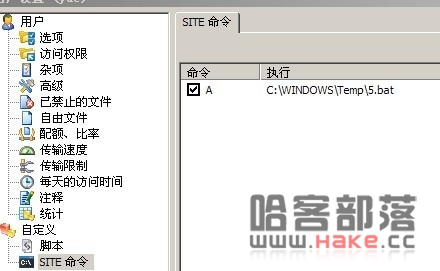 用户
选项
访问权限
杂项
高级
已禁止的文件
自由文件
配额、比率
传输速度
传输限制
每天的访问时间
注释
统计
自定义
脚本
SITE 命令
SITE 命令
命令 执行
A C:\WINDOWS\Temp\5.bat
哈客部落
www.Hake.cc